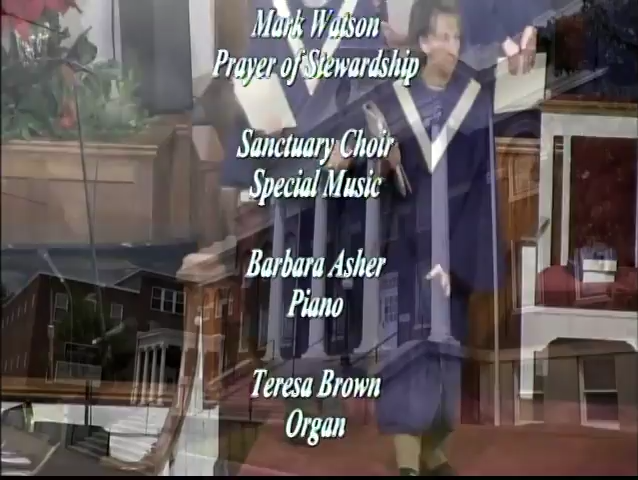 Mark Watson
Prayer of Stewardship
Sanctuary Choir
Special Music
Barbara Asher
Piano
Teresa Brown
Organ